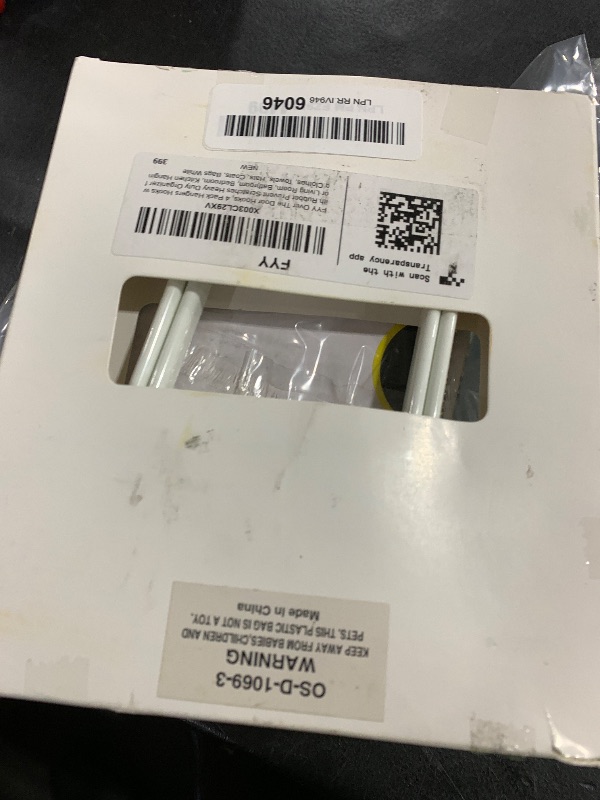 OS-D-1069-3
WARNING
KEEP AWAY FROM BABIES,CHILDREN AND
PETS. THIS PLASTIC BAG IS NOT A TOY.
Made in China
Scan with the
Transparency app
FYY
X003CL29XV
FYY Over The Door Hooks, 4 Pack Hangers Hooks w
ith Rubber Prevent Scratches Heavy Duty Organizer f
or Living Room, Bathroom, Bedroom, Kitchen Hangin
g Clothes, Towels, Hats, Coats, Bags White
NEW
399
LPN RR IV946
6046